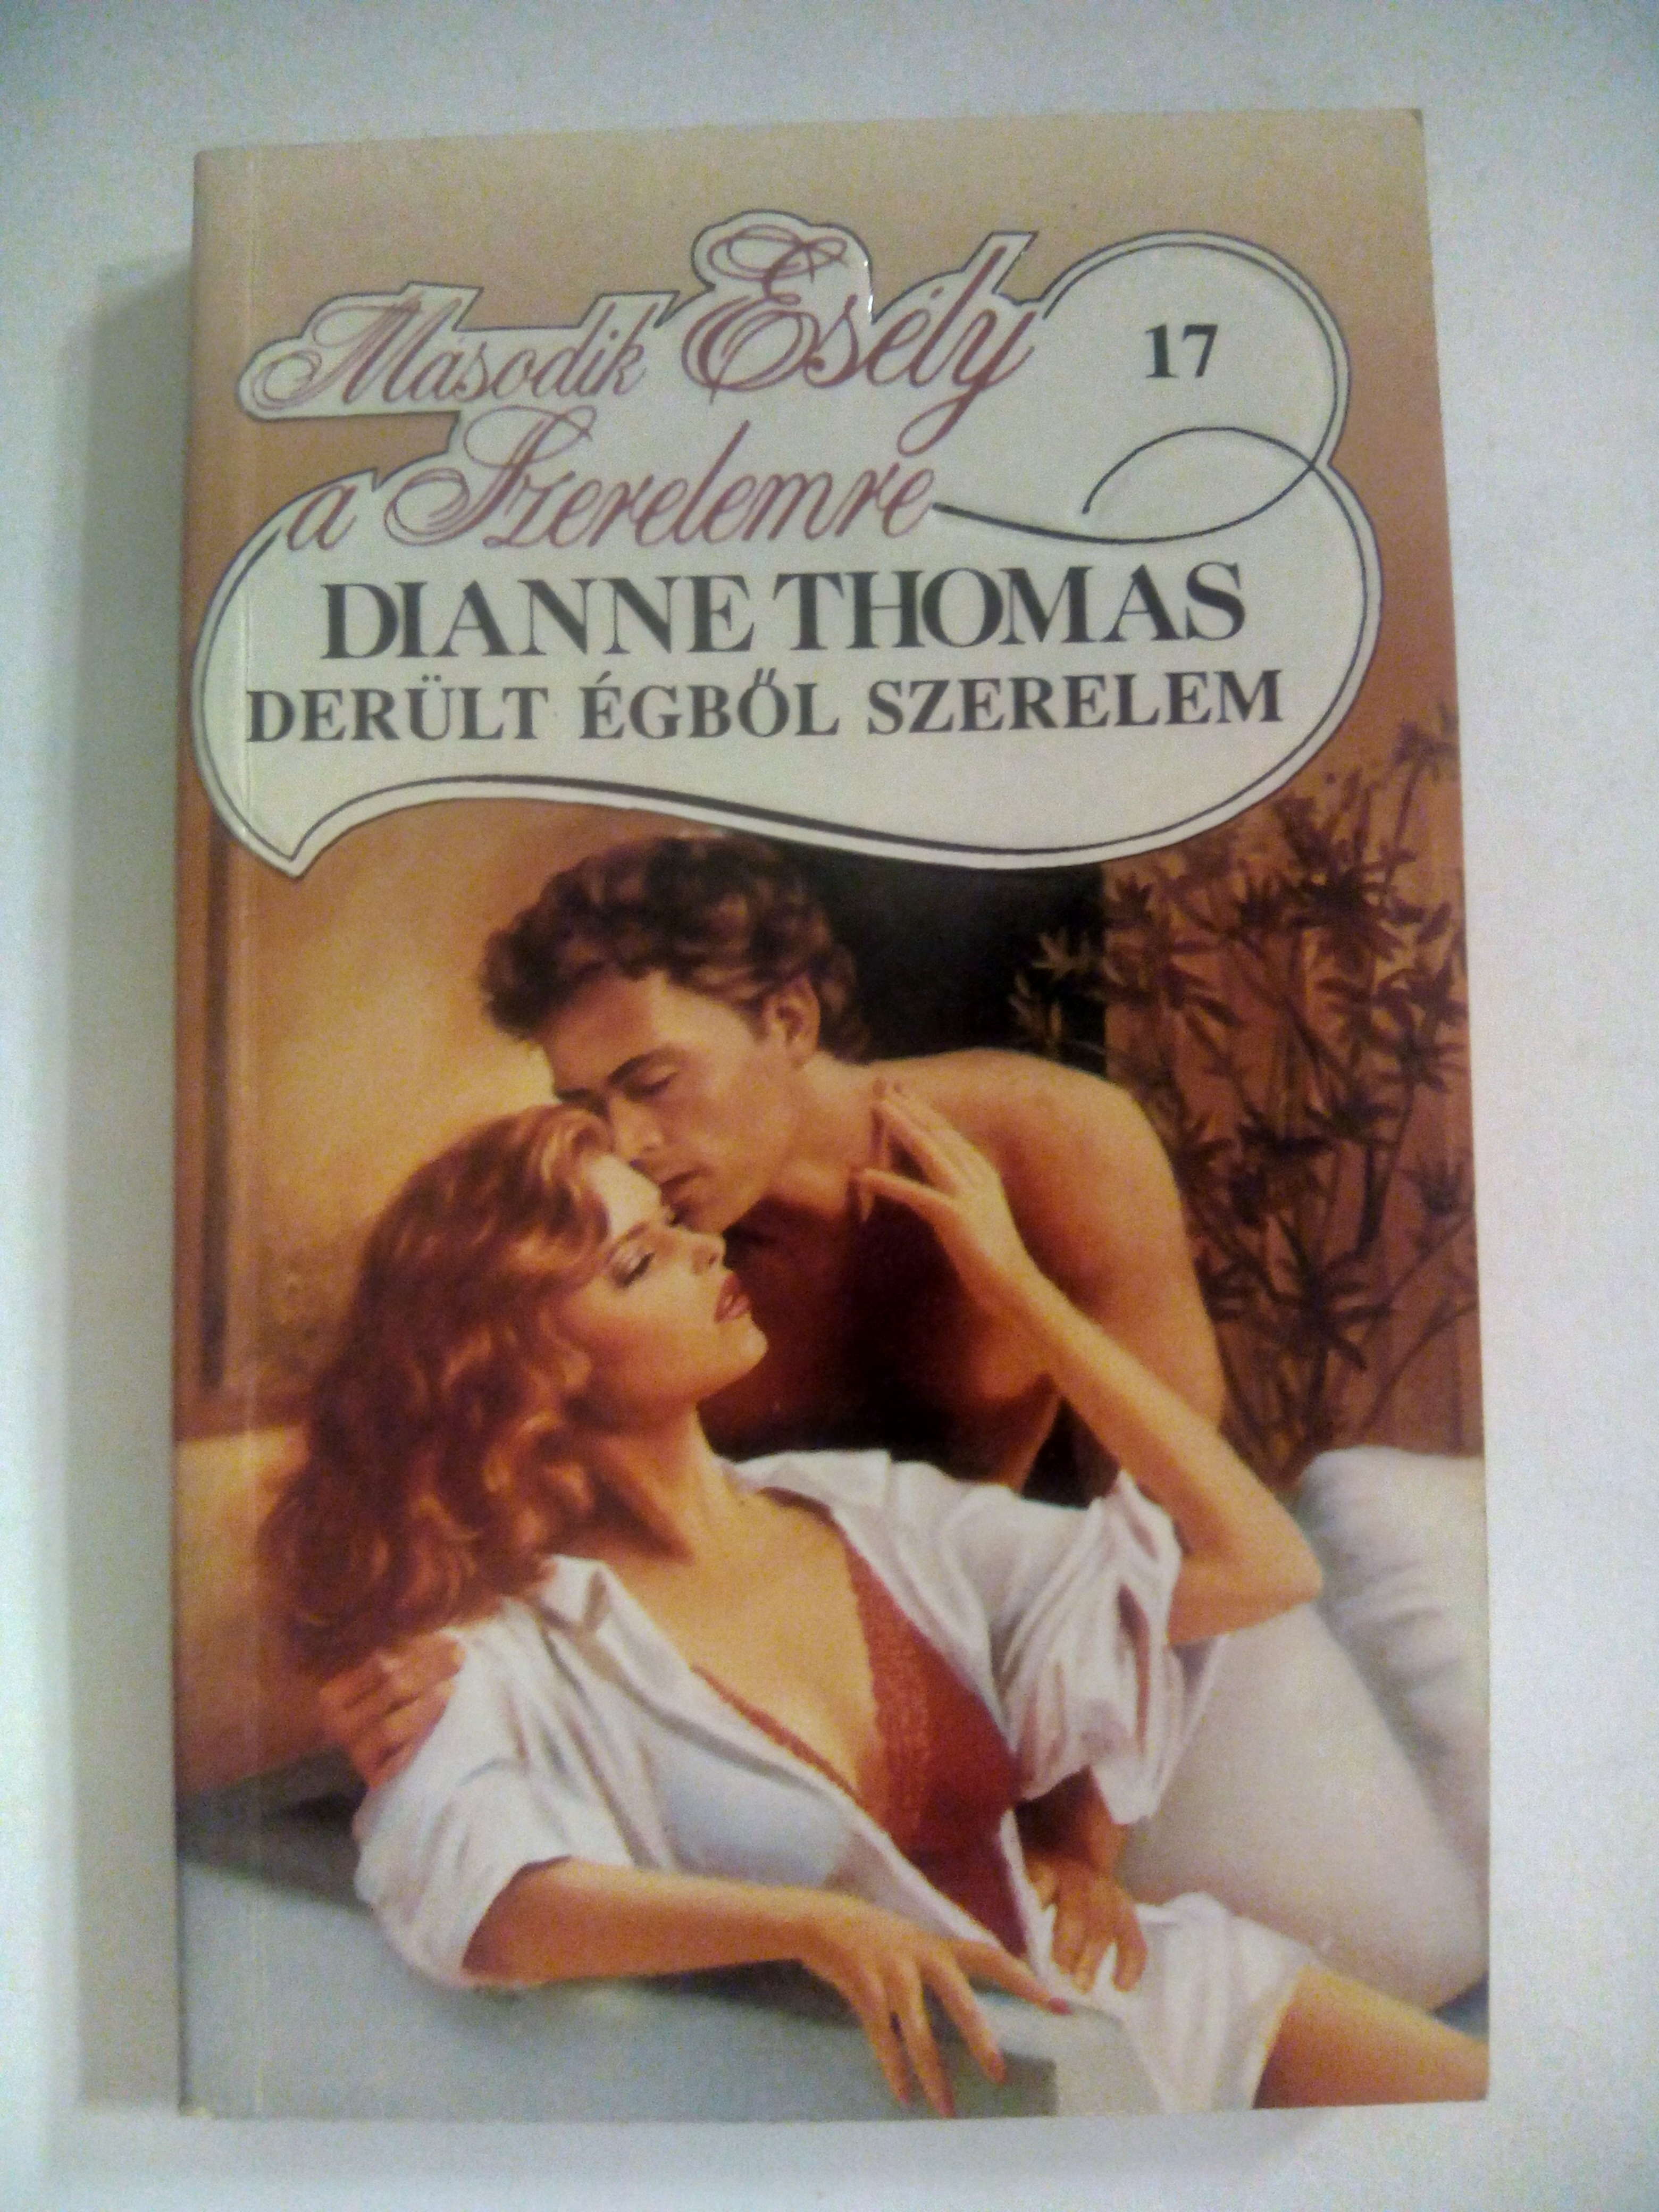 Második Esély
17
a Szerelemre
DIANNE THOMAS
DERÜLT ÉGBŐL SZERELEM